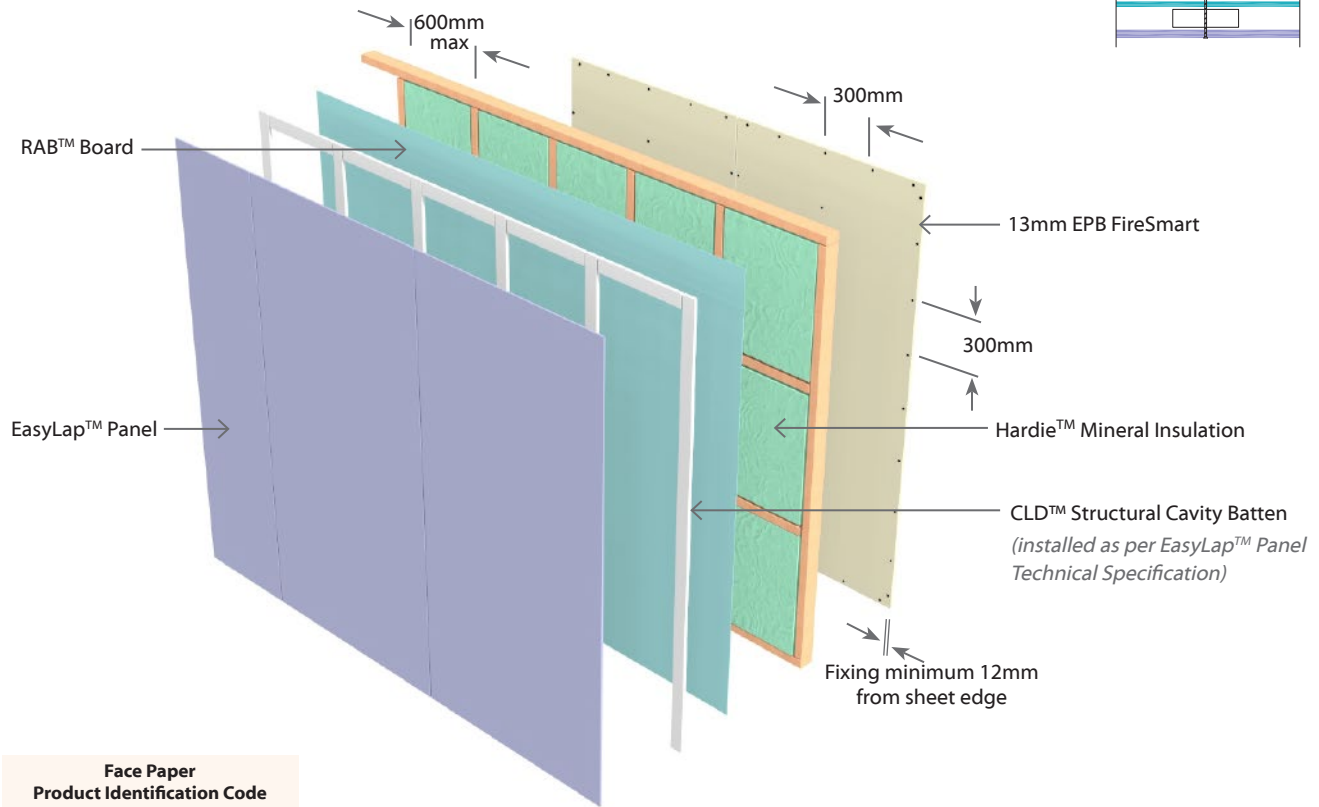 600mm
max
300mm
RAB™ Board
13mm EPB FireSmart
300mm
EasyLap™ Panel
Hardie™ Mineral Insulation
CLD™ Structural Cavity Batten
(installed as per EasyLap™ Panel
Technical Specification)
Fixing minimum 12mm
from sheet edge
Face Paper
Product Identification Code